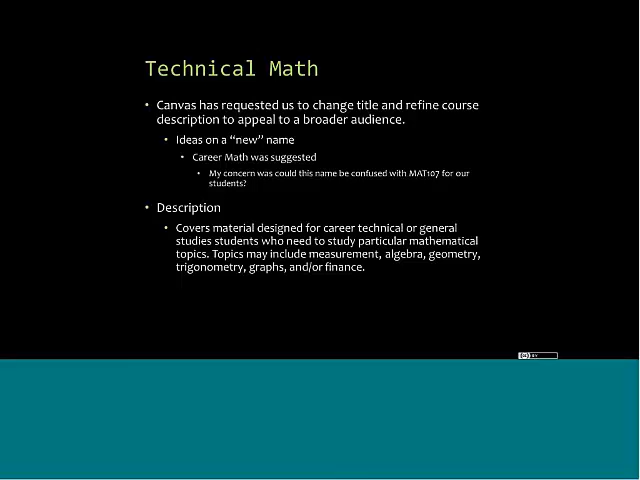 Technical Math
• Canvas has requested us to change title and refine course
description to appeal to a broader audience.
• Ideas on a “new” name
• Career Math was suggested
• My concern was could this name be confused with MAT107 for our
students?
• Description
• Covers material designed for career technical or general
studies students who need to study particular mathematical
topics. Topics may include measurement, algebra, geometry,
trigonometry, graphs, and/or finance.